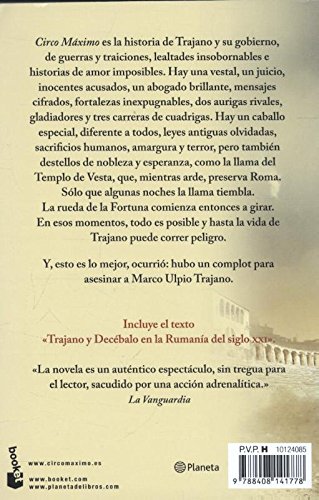 Circo Máximo es la historia de Trajano y su gobierno,
de guerras y traiciones, lealtades insobornables e
historias de amor imposibles. Hay una vestal, un juicio,
inocentes acusados, un abogado brillante, mensajes
cifrados, fortalezas inexpugnables, dos aurigas rivales,
gladiadores y tres carreras de cuadrigas. Hay un caballo
especial, diferente a todos, leyes antiguas olvidadas,
sacrificios humanos, amargura y terror, pero también
destellos de nobleza y esperanza, como la llama del
Templo de Vesta, que, mientras arde, preserva Roma.
Sólo que algunas noches la llama tiembla.
La rueda de la Fortuna comienza entonces a girar.
En esos momentos, todo es posible y hasta la vida de
Trajano puede correr peligro.
Y, esto es lo mejor, ocurrió: hubo un complot para
asesinar a Marco Ulpio Trajano.
Incluye el texto
«Trajano y Decébalo en la Rumanía del siglo XXI».
«La novela es un auténtico espectáculo, sin tregua para
el lector, sacudido por una acción adrenalítica.»
La Vanguardia
booket
www.circomaximo.es
www.booket.com
www.planetadelibros.com
Planeta
P.V.P. H 10124085
9 788408 141778